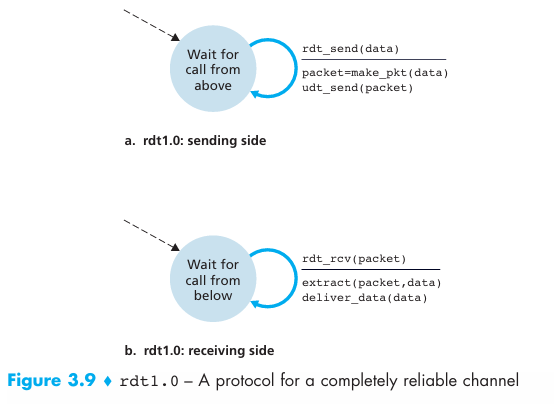 Wait for
call from
above
rdt_send(data)
packet=make_pkt(data)
udt_send(packet)
a. rdt1.0: sending side
Wait for
call from
below
rdt_rcv(packet)
extract(packet,data)
deliver_data(data)
b. rdt1.0: receiving side
Figure 3.9 ♦ rdt1.0 – A protocol for a completely reliable channel